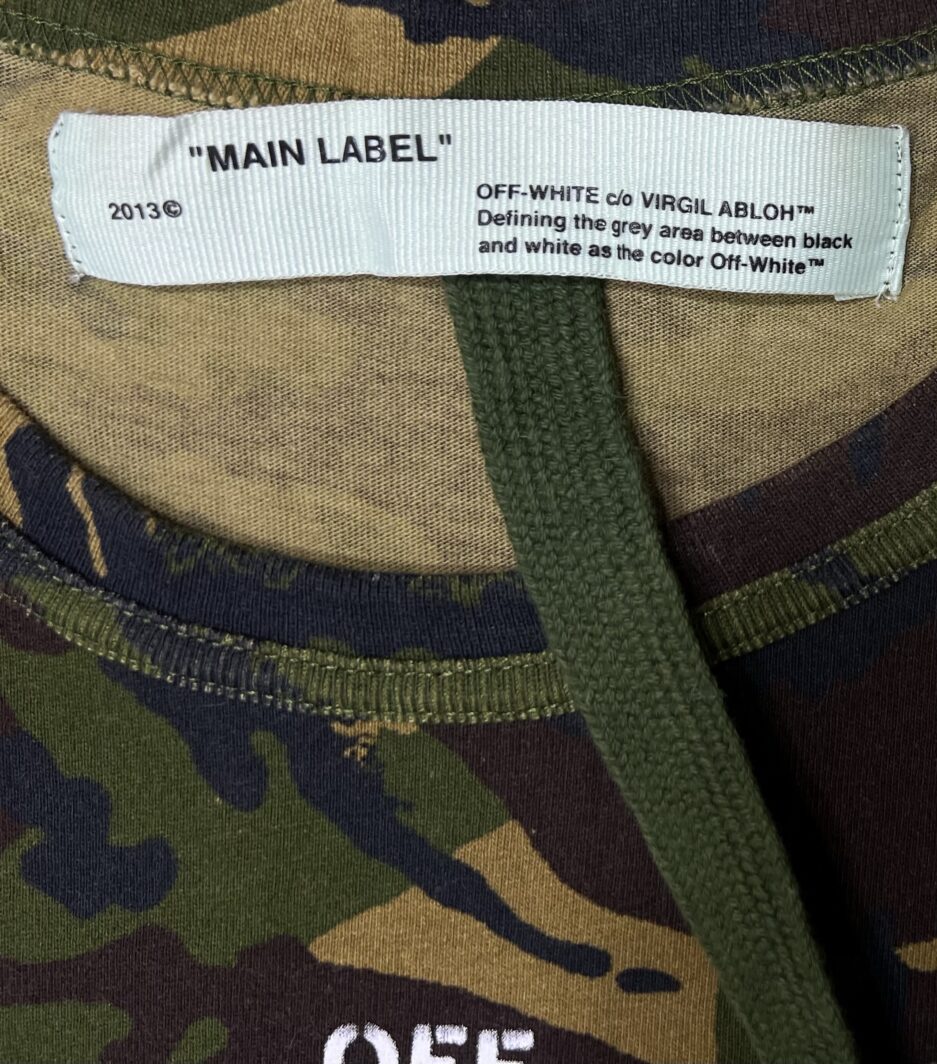 "MAIN LABEL"
2013©
OFF-WHITE c/o VIRGIL ABLOH™
Defining the grey area between black
and white as the color Off-White™
OFF